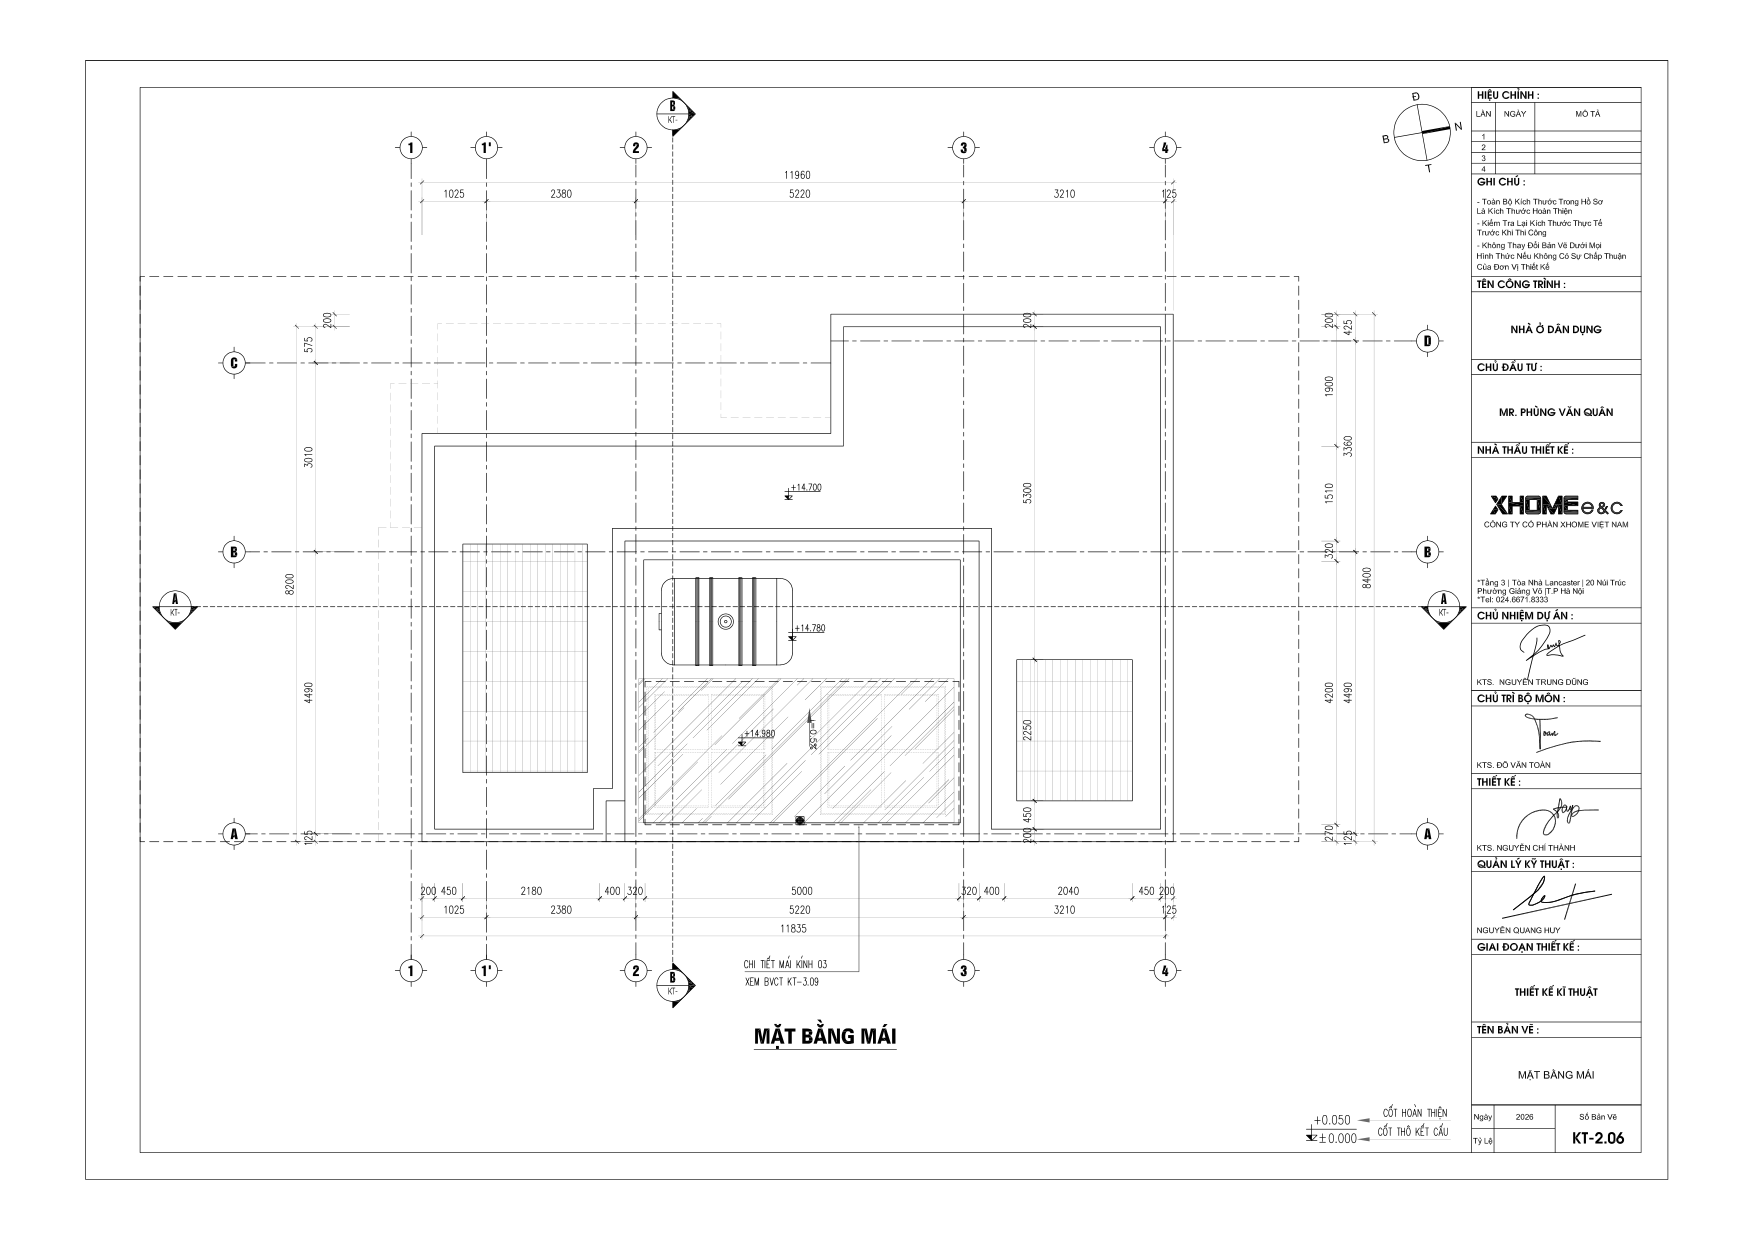 B
KT-
1
1'
2
3
4
11960
1025
2380
5220
3210
125
Đ
B
N
T
C
D
B
B
A
A
A
KT-
A
KT-
200
575
3010
8200
4490
125
200
5300
2250
450
200
200
425
1900
3360
1510
320
8400
4200
4490
270
125
+14.700
+14.780
+14.980
i=0.5%
200
450
2180
400
320
5000
320
400
2040
450
200
1025
2380
5220
3210
125
11835
1
1'
2
3
4
B
KT-
CHI TIẾT MÁI KÍNH 03
XEM BVCT KT-3.09
MẶT BẰNG MÁI
+0.050
CỐT HOÀN THIỆN
±0.000
CỐT THÔ KẾT CẤU
HIỆU CHỈNH :
LẦN
NGÀY
MÔ TẢ
1
2
3
4
GHI CHÚ :
- Toàn Bộ Kích Thước Trong Hồ Sơ
Là Kích Thước Hoàn Thiện
- Kiểm Tra Lại Kích Thước Thực Tế
Trước Khi Thi Công
- Không Thay Đổi Bản Vẽ Dưới Mọi
Hình Thức Nếu Không Có Sự Chấp Thuận
Của Đơn Vị Thiết Kế
TÊN CÔNG TRÌNH :
NHÀ Ở DÂN DỤNG
CHỦ ĐẦU TƯ :
MR. PHÙNG VĂN QUÂN
NHÀ THẦU THIẾT KẾ :
XHOME e&c
CÔNG TY CỔ PHẦN XHOME VIỆT NAM
*Tầng 3 | Tòa Nhà Lancaster | 20 Núi Trúc
Phường Giảng Võ |T.P Hà Nội
*Tel: 024.6671.8333
CHỦ NHIỆM DỰ ÁN :
KTS. NGUYỄN TRUNG DŨNG
CHỦ TRÌ BỘ MÔN :
KTS. ĐỖ VĂN TOÀN
THIẾT KẾ :
KTS. NGUYỄN CHÍ THÀNH
QUẢN LÝ KỸ THUẬT :
NGUYỄN QUANG HUY
GIAI ĐOẠN THIẾT KẾ :
THIẾT KẾ KĨ THUẬT
TÊN BẢN VẼ :
MẶT BẰNG MÁI
Ngày
2026
Số Bản Vẽ
Tỷ Lệ
KT-2.06